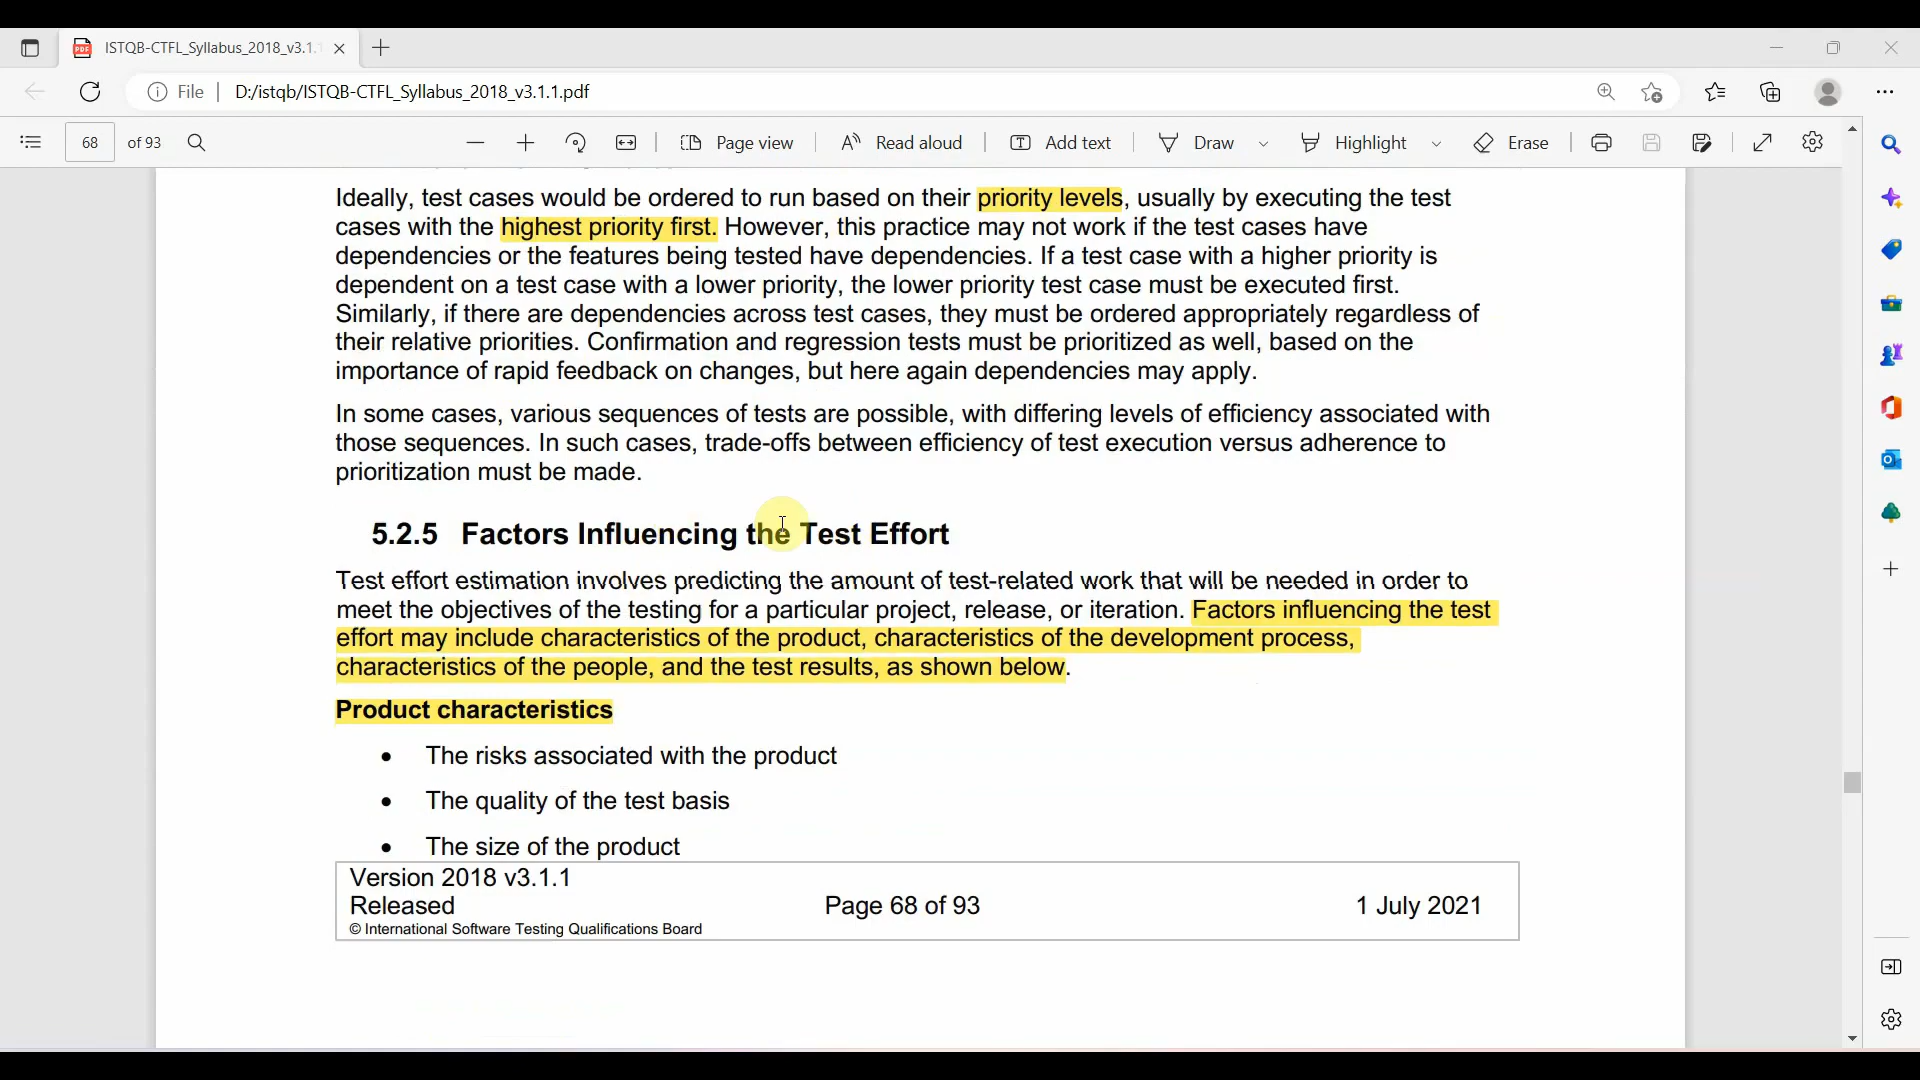 ISTQB-CTFL_Syllabus_2018_v3.1.1
File
D:/istqb/ISTQB-CTFL_Syllabus_2018_v3.1.1.pdf
68 of 93
Page view
Read aloud
Add text
Draw
Highlight
Erase
Ideally, test cases would be ordered to run based on their priority levels, usually by executing the test
cases with the highest priority first. However, this practice may not work if the test cases have
dependencies or the features being tested have dependencies. If a test case with a higher priority is
dependent on a test case with a lower priority, the lower priority test case must be executed first.
Similarly, if there are dependencies across test cases, they must be ordered appropriately regardless of
their relative priorities. Confirmation and regression tests must be prioritized as well, based on the
importance of rapid feedback on changes, but here again dependencies may apply.
In some cases, various sequences of tests are possible, with differing levels of efficiency associated with
those sequences. In such cases, trade-offs between efficiency of test execution versus adherence to
prioritization must be made.
5.2.5 Factors Influencing the Test Effort
Test effort estimation involves predicting the amount of test-related work that will be needed in order to
meet the objectives of the testing for a particular project, release, or iteration. Factors influencing the test
effort may include characteristics of the product, characteristics of the development process,
characteristics of the people, and the test results, as shown below.
Product characteristics
• The risks associated with the product
• The quality of the test basis
• The size of the product
Version 2018 v3.1.1
Released
Page 68 of 93
1 July 2021
© International Software Testing Qualifications Board